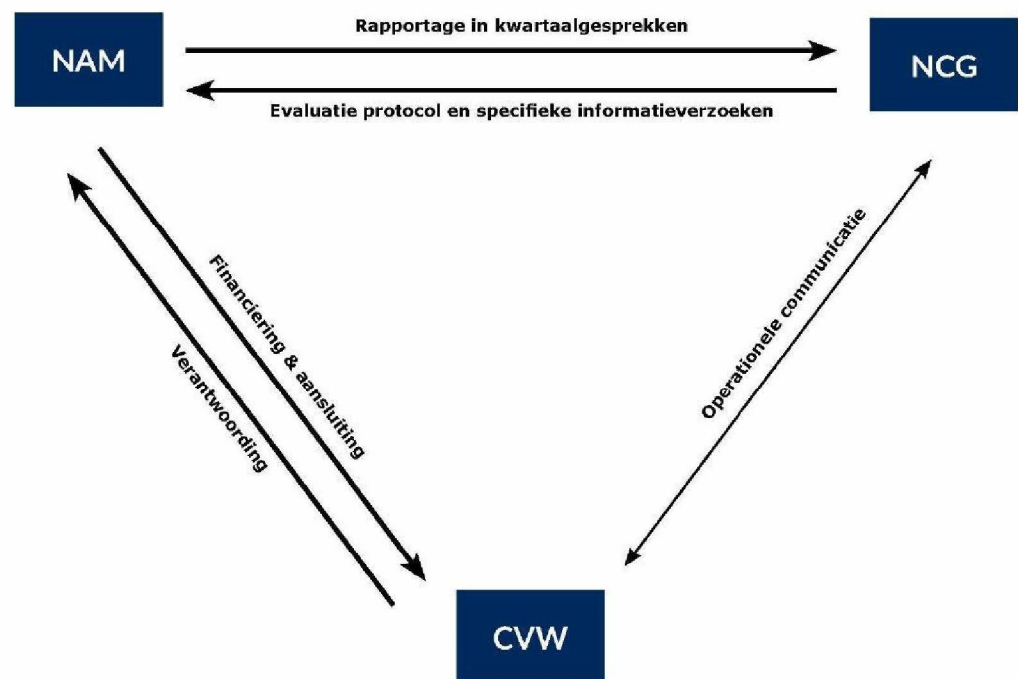 Rapportage in kwartaalgesprekken
NAM
NCG
Evaluatie protocol en specifieke informatieverzoeken
Financiering & aansluiting
Verantwoording
Operationele communicatie
CVW